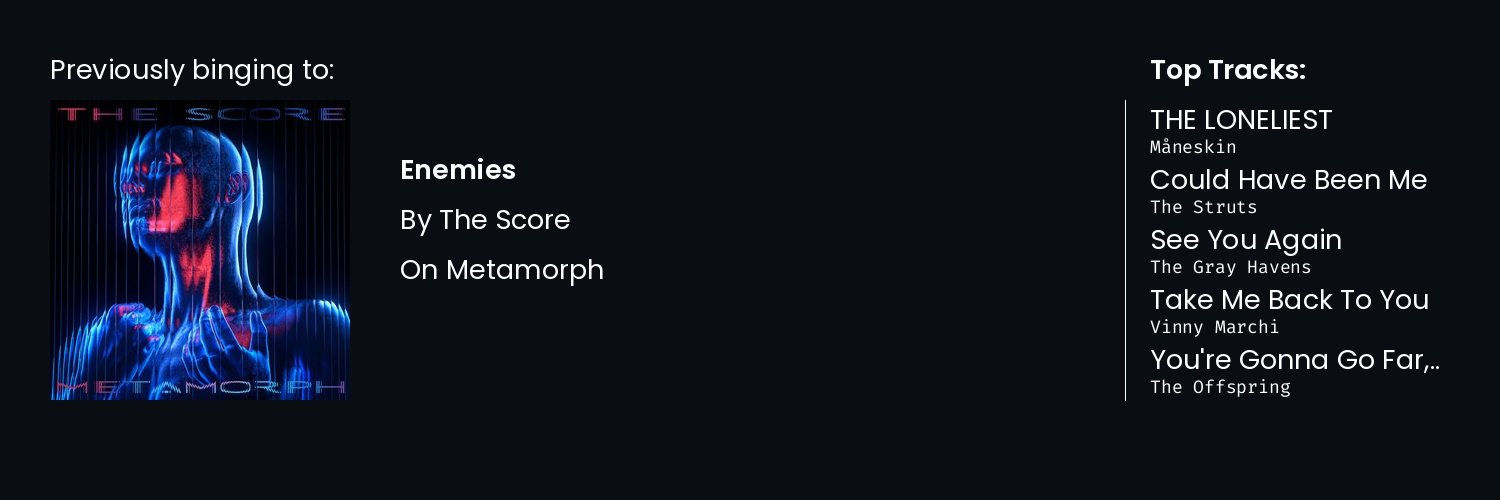 Previously binging to:
THE SCORE
METAMORPH
Enemies
By The Score
On Metamorph
Top Tracks:
THE LONELIEST
Måneskin
Could Have Been Me
The Struts
See You Again
The Gray Havens
Take Me Back To You
Vinny Marchi
You're Gonna Go Far,..
The Offspring